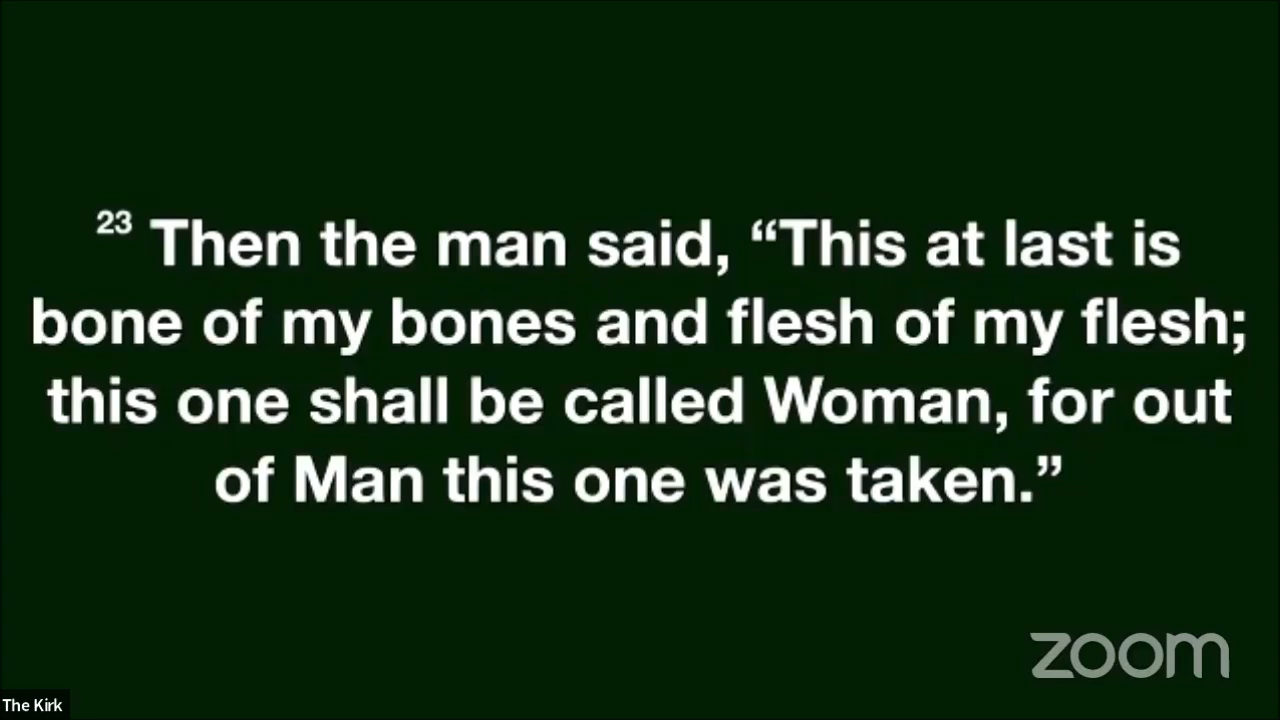 23 Then the man said, “This at last is
bone of my bones and flesh of my flesh;
this one shall be called Woman, for out
of Man this one was taken.”
zoom
The Kirk